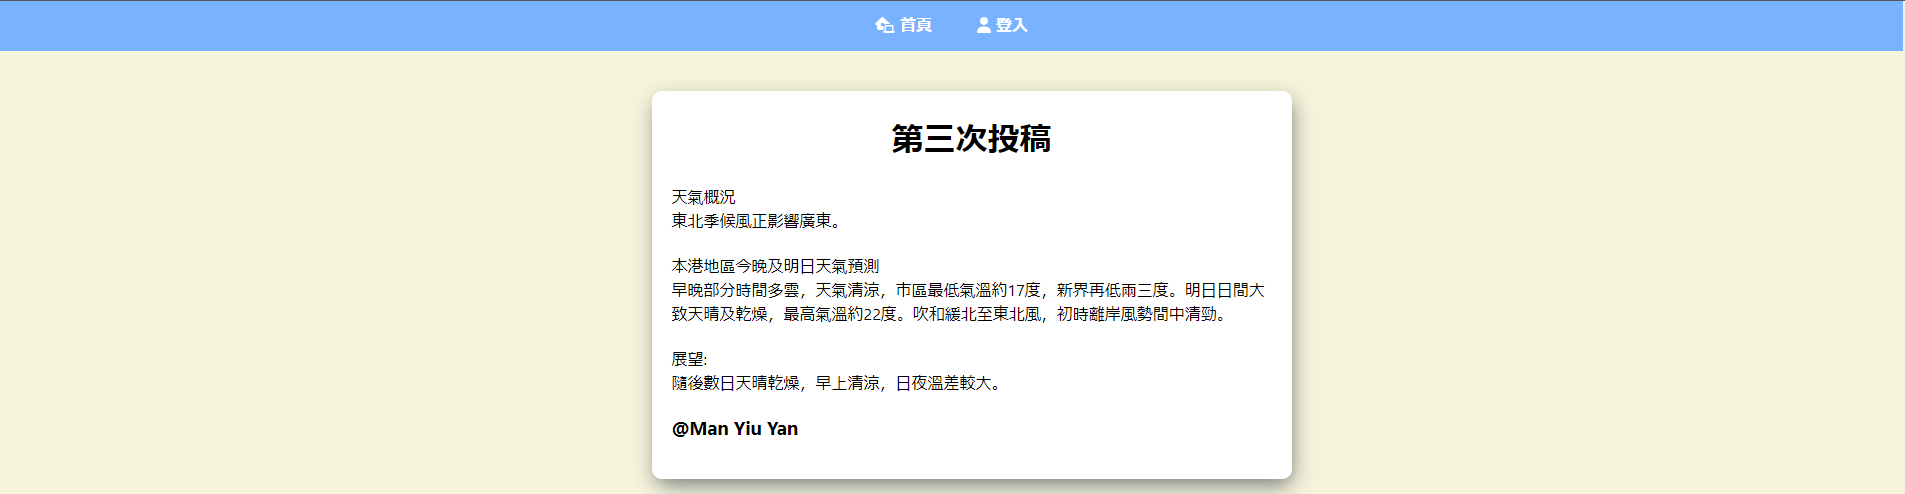 首頁 登入
第三次投稿
天氣概況
東北季候風正影響廣東。
本港地區今晚及明日天氣預測
早晚部分時間多雲，天氣清涼，市區最低氣溫約17度，新界再低兩三度。明日日間大
致天晴及乾燥，最高氣溫約22度。吹和緩北至東北風，初時離岸風勢間中清勁。
展望:
隨後數日天晴乾燥，早上清涼，日夜溫差較大。
@Man Yiu Yan